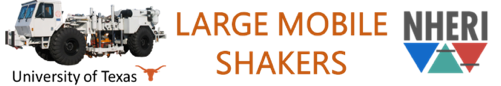 LARGE MOBILE
SHAKERS
NHERI
University of Texas